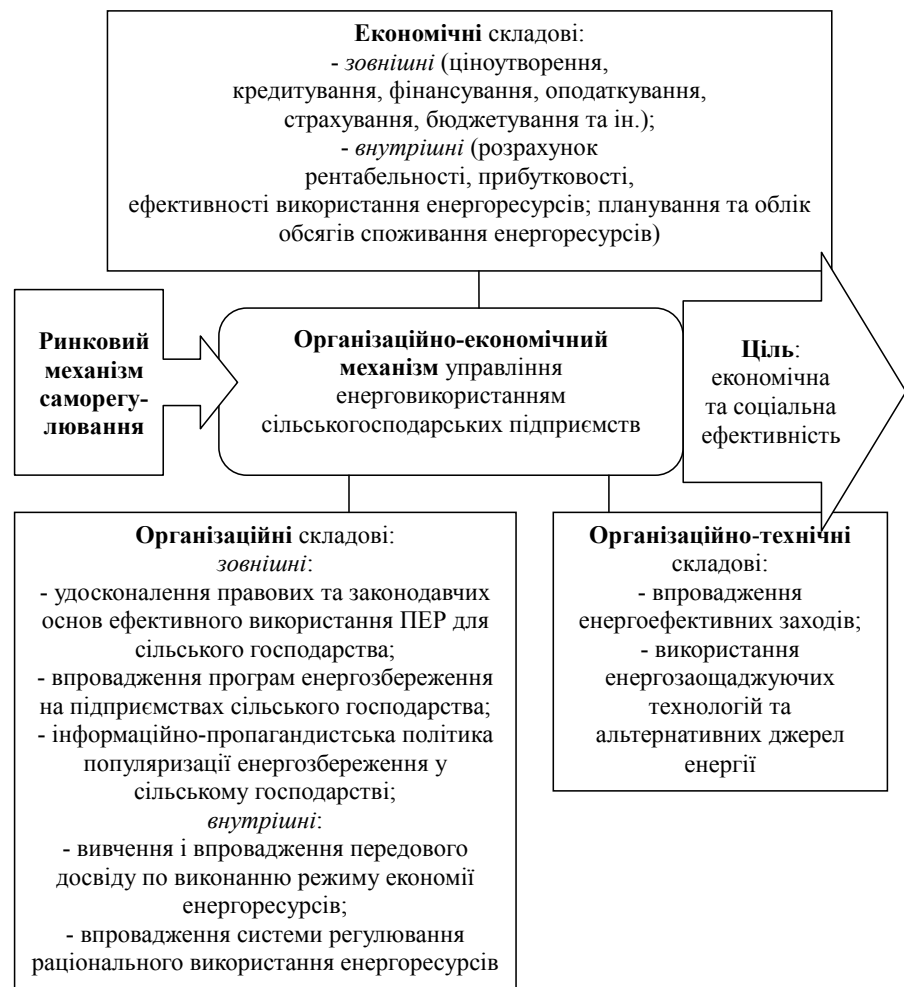 Економічні складові:
- зовнішні (ціноутворення,
кредитування, фінансування, оподаткування,
страхування, бюджетування та ін.);
- внутрішні (розрахунок
рентабельності, прибутковості,
ефективності використання енергоресурсів; планування та облік
обсягів споживання енергоресурсів)
Ринковий
механізм
саморегу-
лювання
Організаційно-економічний
механізм управління
енерговикористанням
сільськогосподарських підприємств
Ціль:
економічна
та соціальна
ефективність
Організаційні складові:
зовнішні:
- удосконалення правових та законодавчих
основ ефективного використання ПЕР для
сільського господарства;
- впровадження програм енергозбереження
на підприємствах сільського господарства;
- інформаційно-пропагандистська політика
популяризації енергозбереження у
сільському господарстві;
внутрішні:
- вивчення і впровадження передового
досвіду по виконанню режиму економії
енергоресурсів;
- впровадження системи регулювання
раціонального використання енергоресурсів
Організаційно-технічні
складові:
- впровадження
енергоефективних заходів;
- використання
енергозаощаджуючих
технологій та
альтернативних джерел
енергії